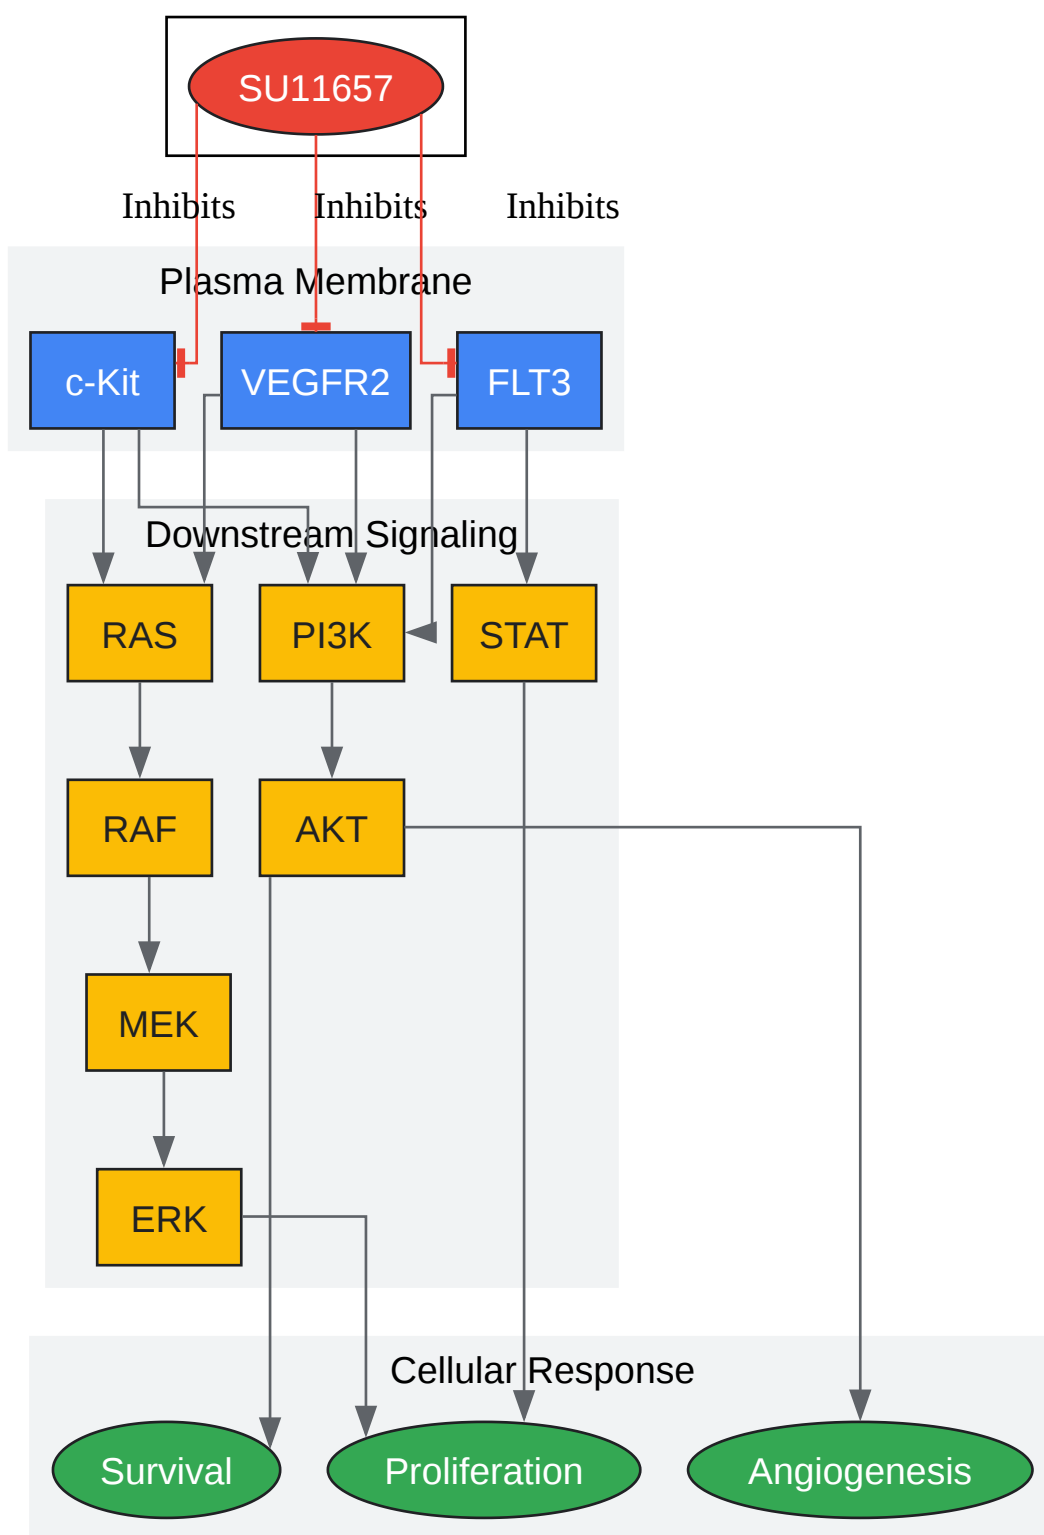 SU11657
Inhibits Inhibits Inhibits
Plasma Membrane
c-Kit VEGFR2 FLT3
Downstream Signaling
RAS PI3K STAT
RAF AKT
MEK
ERK
Cellular Response
Survival Proliferation Angiogenesis